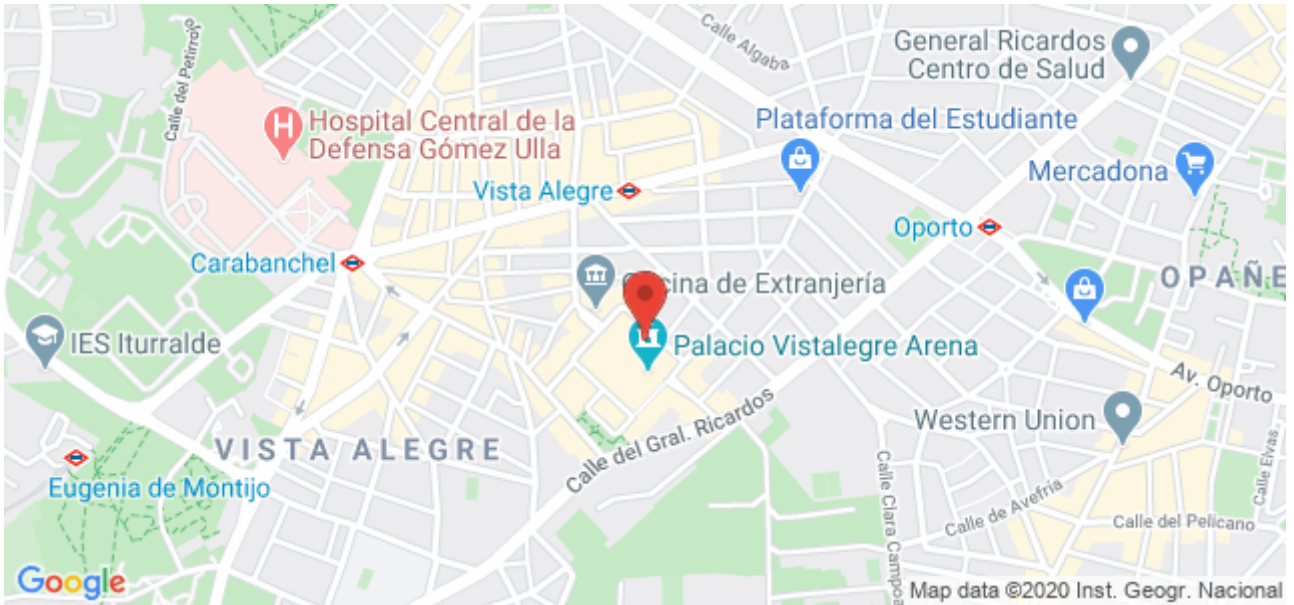 Calle del Petirrojo
Calle Algaba
General Ricardos
Centro de Salud
Hospital Central de la
Defensa Gómez Ulla
H
Plataforma del Estudiante
Mercadona
Vista Alegre
Oporto
Carabanchel
OPAÑE
de Extranjería
IES Iturralde
Palacio Vistalegre Arena
Av. Oporto
Calle del Gral. Ricardos
Western Union
VISTA ALEGRE
Calle Elvas
Eugenia de Montijo
Calle Clara Campoa
Calle de Avefría
Calle del Pelicano
Google
Map data ©2020 Inst. Geogr. Nacional